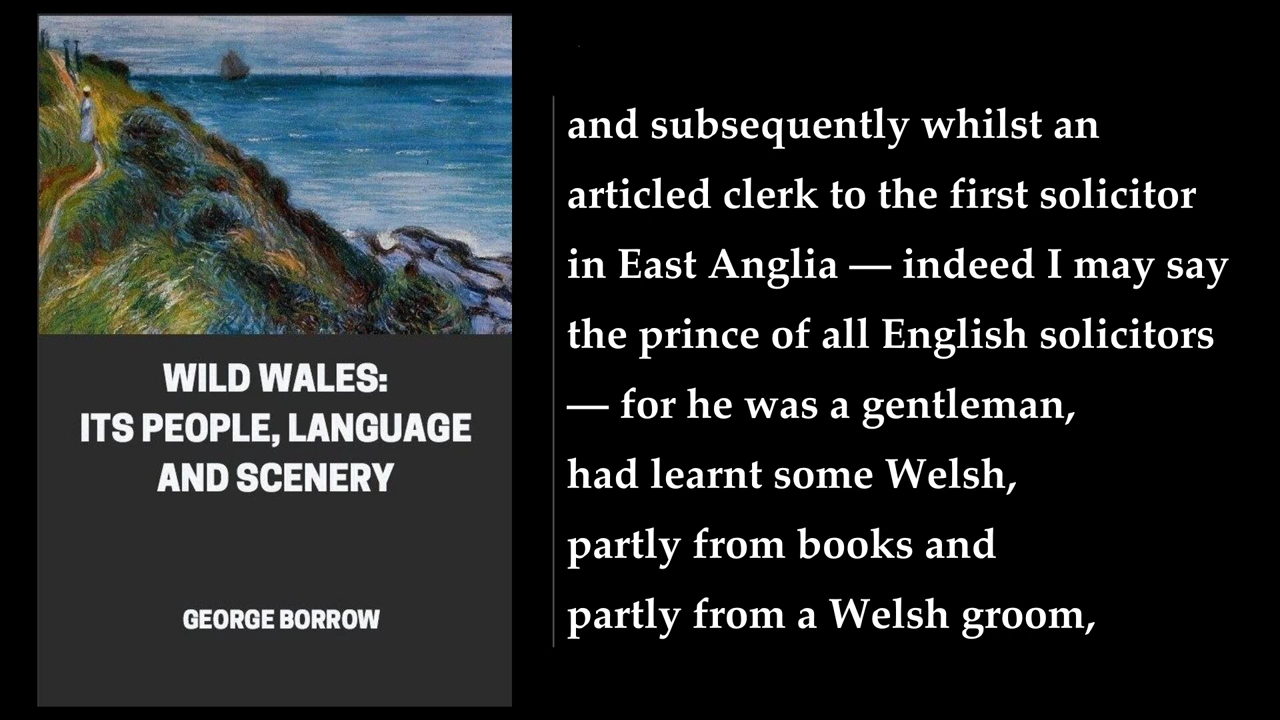 WILD WALES:
ITS PEOPLE, LANGUAGE
AND SCENERY
GEORGE BORROW
and subsequently whilst an
articled clerk to the first solicitor
in East Anglia — indeed I may say
the prince of all English solicitors
— for he was a gentleman,
had learnt some Welsh,
partly from books and
partly from a Welsh groom,